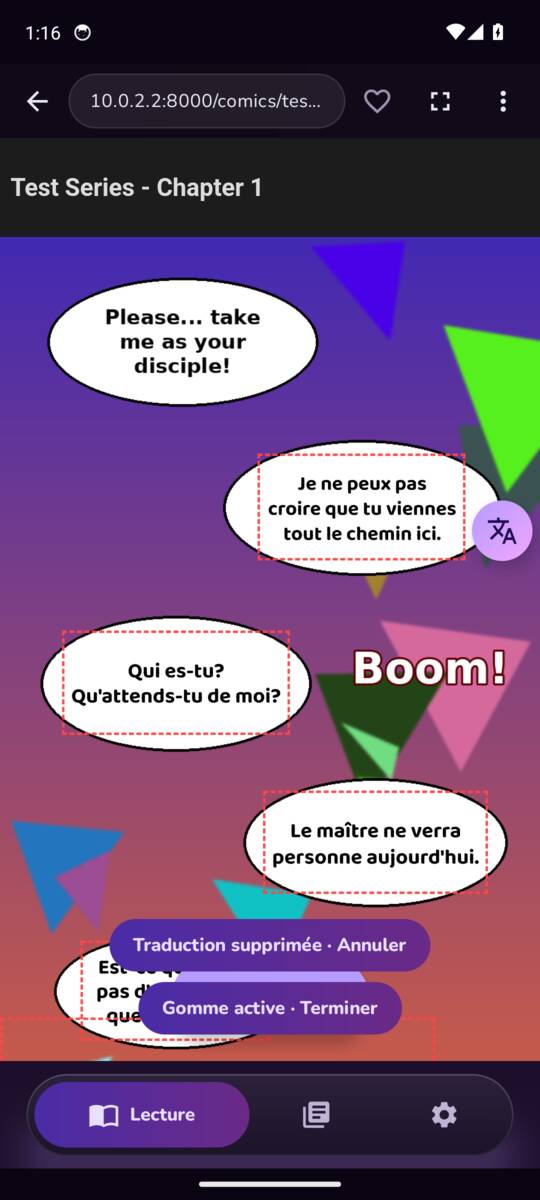 1:16
10.0.2.2:8000/comics/tes...
Test Series - Chapter 1
Please... take
me as your
disciple!
Je ne peux pas
croire que tu viennes
tout le chemin ici.
Qui es-tu?
Qu'attends-tu de moi?
Boom!
Le maître ne verra
personne aujourd'hui.
Traduction supprimée · Annuler
pas
que
Gomme active · Terminer
Lecture